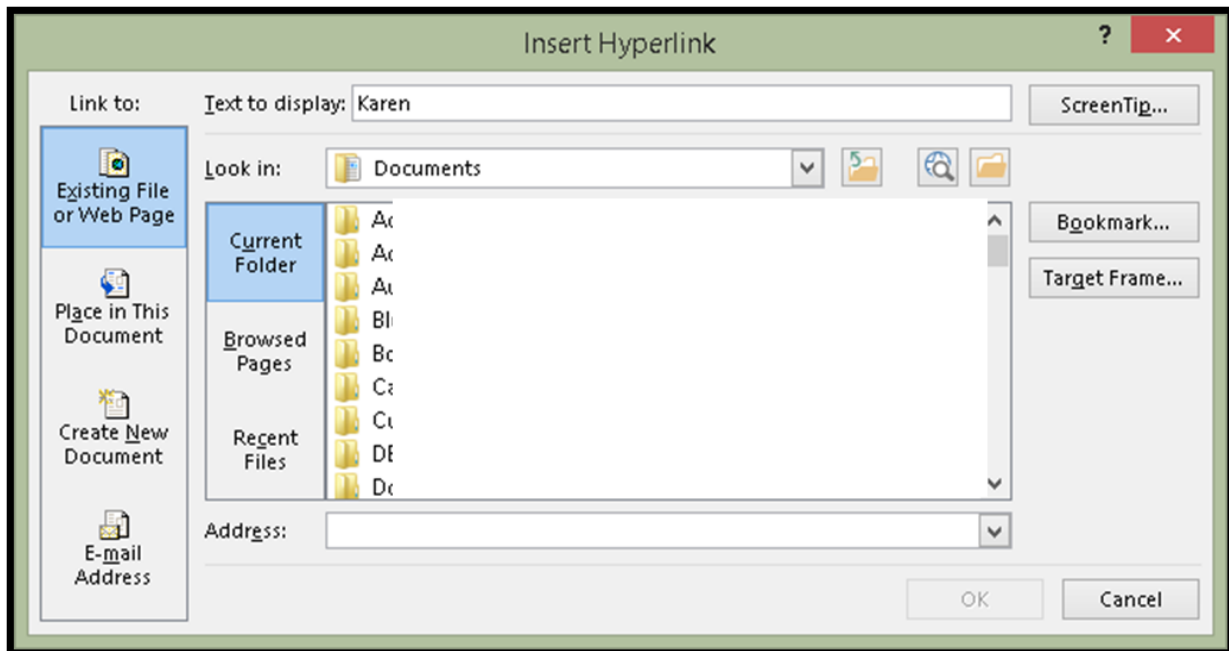 Insert Hyperlink
?
Link to:
Text to display: Karen
ScreenTip...
Existing File
or Web Page
Place in This
Document
Create New
Document
E-mail
Address
Look in: Documents
Current
Folder
Browsed
Pages
Recent
Files
DE
Bookmark...
Target Frame...
Address:
OK
Cancel